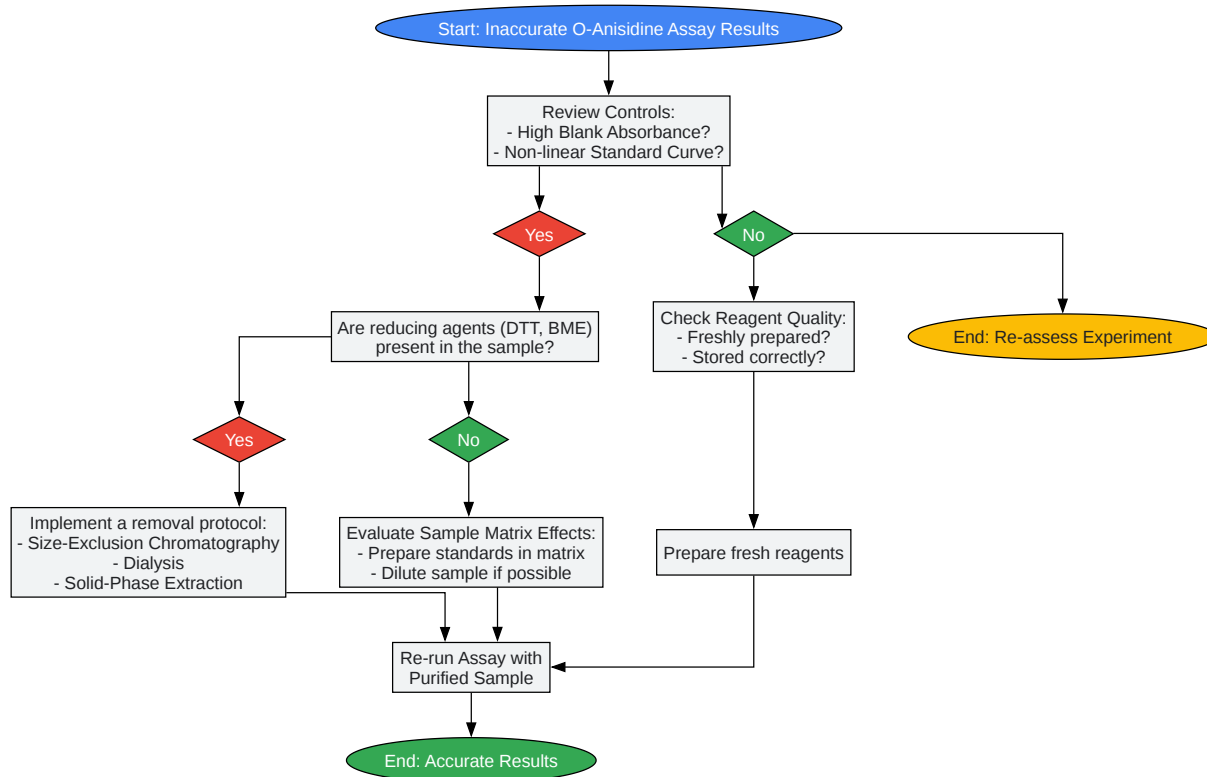 Start: Inaccurate O-Anisidine Assay Results
Review Controls:
- High Blank Absorbance?
- Non-linear Standard Curve?
Yes
No
Are reducing agents (DTT, BME)
present in the sample?
Check Reagent Quality:
- Freshly prepared?
- Stored correctly?
End: Re-assess Experiment
Yes
No
Implement a removal protocol:
- Size-Exclusion Chromatography
- Dialysis
- Solid-Phase Extraction
Evaluate Sample Matrix Effects:
- Prepare standards in matrix
- Dilute sample if possible
Prepare fresh reagents
Re-run Assay with
Purified Sample
End: Accurate Results